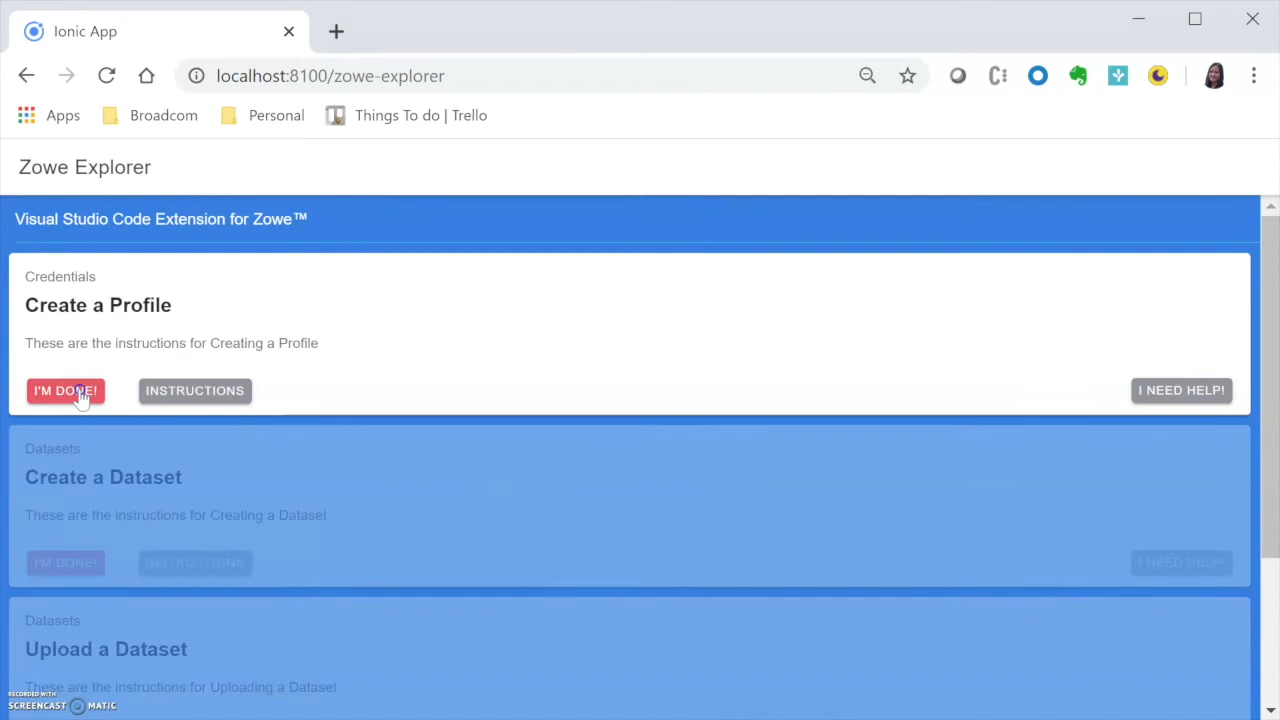 Ionic App
localhost:8100/zowe-explorer
Apps Broadcom Personal Things To do | Trello
Zowe Explorer
Visual Studio Code Extension for Zowe™
Credentials
Create a Profile
These are the instructions for Creating a Profile
I'M DONE! INSTRUCTIONS I NEED HELP!
Datasets
Create a Dataset
These are the instructions for Creating a Dataset
I'M DONE! INSTRUCTIONS I NEED HELP!
Datasets
Upload a Dataset
These are the instructions for Uploading a Dataset
RECORDED WITH
SCREENCAST MATIC